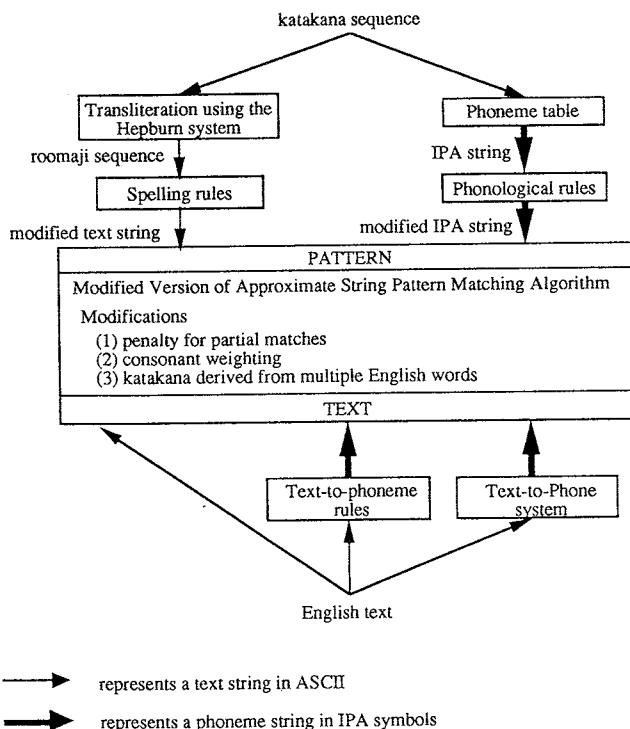 katakana sequence
Transliteration using the
Hepburn system
Phoneme table
roomaji sequence
IPA string
Spelling rules
Phonological rules
modified text string
modified IPA string
PATTERN
Modified Version of Approximate String Pattern Matching Algorithm
Modifications
(1) penalty for partial matches
(2) consonant weighting
(3) katakana derived from multiple English words
TEXT
Text-to-phoneme
rules
Text-to-Phone
system
English text
represents a text string in ASCII
represents a phoneme string in IPA symbols